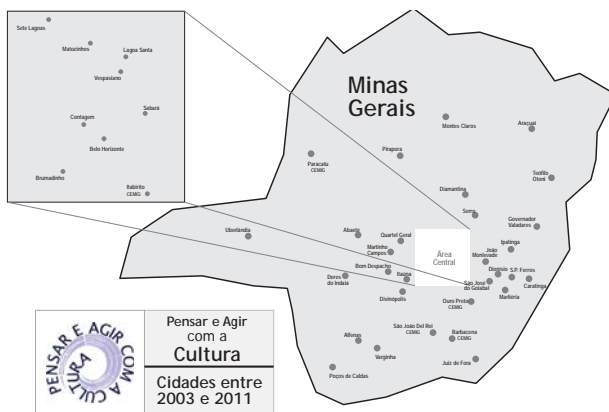 Sete Lagoas
Matozinhos
Lagoa Santa
Vespasiano
Sabará
Contagem
Belo Horizonte
Brumadinho
Itabirito
CEMIG
Minas
Gerais
Montes Claros
Araçuaí
Pirapora
Paracatu
CEMIG
Teófilo
Otoni
Diamantina
Serro
Governador
Valadares
Uberlândia
Abaeté
Quartel Geral
Martinho
Campos
Área
Central
João
Monlevade
Ipatinga
Bom Despacho
Dores
do Indaiá
Itaúna
Divinópolis
Dionísio
S.P. Ferros
São José
do Goiabal
Caratinga
Marliéria
Ouro Preto
CEMIG
São João Del Rei
CEMIG
Barbacena
CEMIG
Alfenas
Varginha
Juiz de Fora
Poços de Caldas
PENSAR E AGIR COM A CULTURA
Pensar e Agir
com a
Cultura
Cidades entre
2003 e 2011